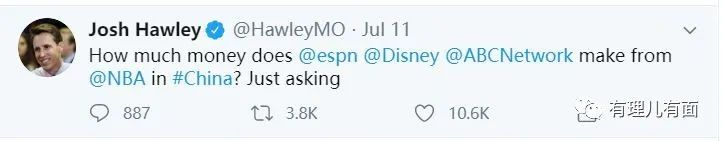 Josh Hawley @HawleyMO · Jul 11
How much money does @espn @Disney @ABCNetwork make from
@NBA in #China? Just asking
887 3.8K 10.6K 有理儿有面